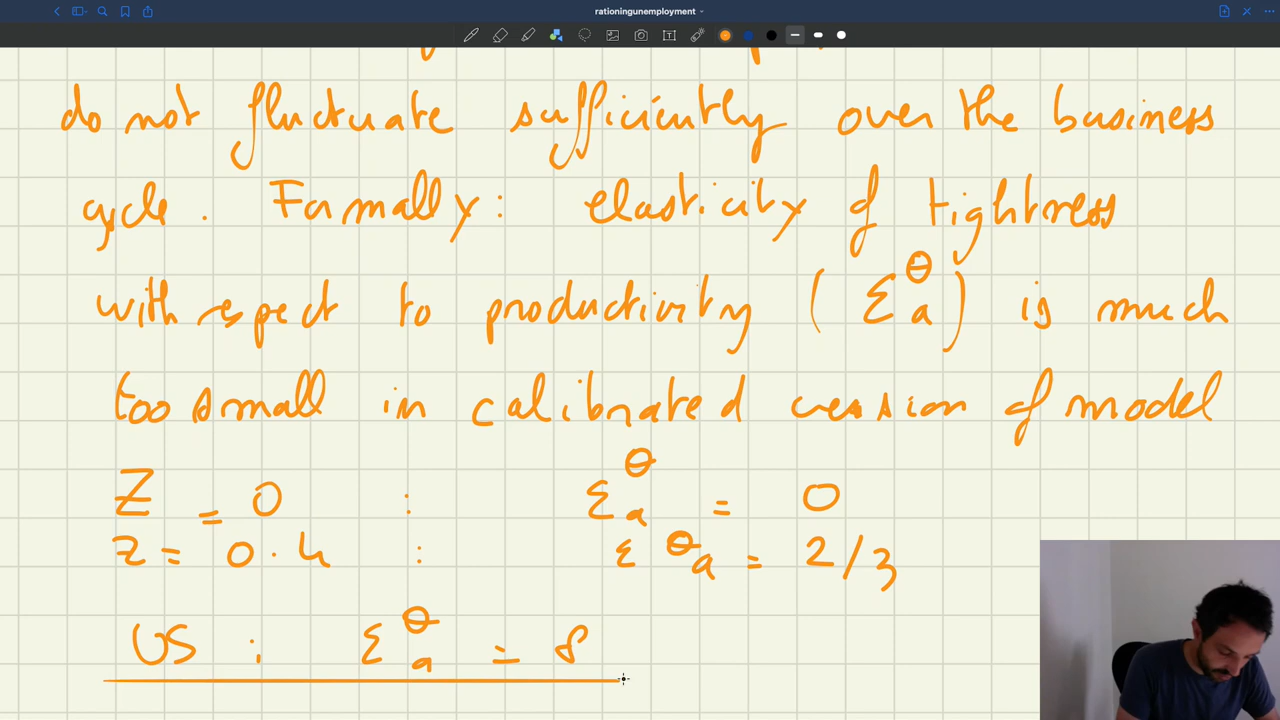 rationingunemployment
do not fluctuate sufficiently over the business
cycle. Formally: elasticity of tightness
with respect to productivity (Ɛ^θ_a) is much
too small in calibrated version of model
Z = 0 : Ɛ^θ_a = 0
z = 0.4 : Ɛ^θ_a = 2/3
US : Ɛ^θ_a = 8